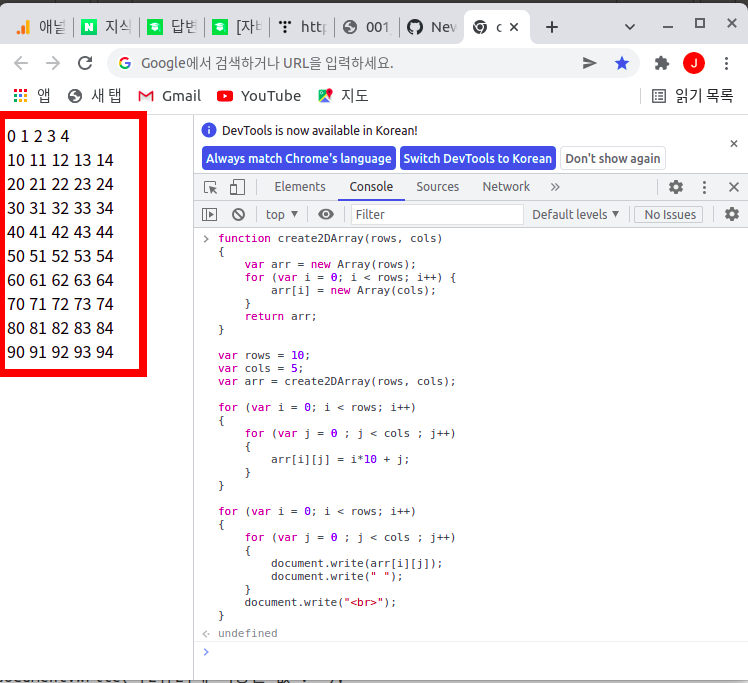 애널
지식
답변
[자바
http
001_
New
c
Google에서 검색하거나 URL을 입력하세요.
J
앱
새 탭
Gmail
YouTube
지도
읽기 목록
0 1 2 3 4
10 11 12 13 14
20 21 22 23 24
30 31 32 33 34
40 41 42 43 44
50 51 52 53 54
60 61 62 63 64
70 71 72 73 74
80 81 82 83 84
90 91 92 93 94
DevTools is now available in Korean!
Always match Chrome's language
Switch DevTools to Korean
Don't show again
Elements
Console
Sources
Network
top
Filter
Default levels
No Issues
function create2DArray(rows, cols)
{
var arr = new Array(rows);
for (var i = 0; i < rows; i++) {
arr[i] = new Array(cols);
}
return arr;
}
var rows = 10;
var cols = 5;
var arr = create2DArray(rows, cols);
for (var i = 0; i < rows; i++)
{
for (var j = 0 ; j < cols ; j++)
{
arr[i][j] = i*10 + j;
}
}
for (var i = 0; i < rows; i++)
{
for (var j = 0 ; j < cols ; j++)
{
document.write(arr[i][j]);
document.write(" ");
}
document.write("<br>");
}
undefined